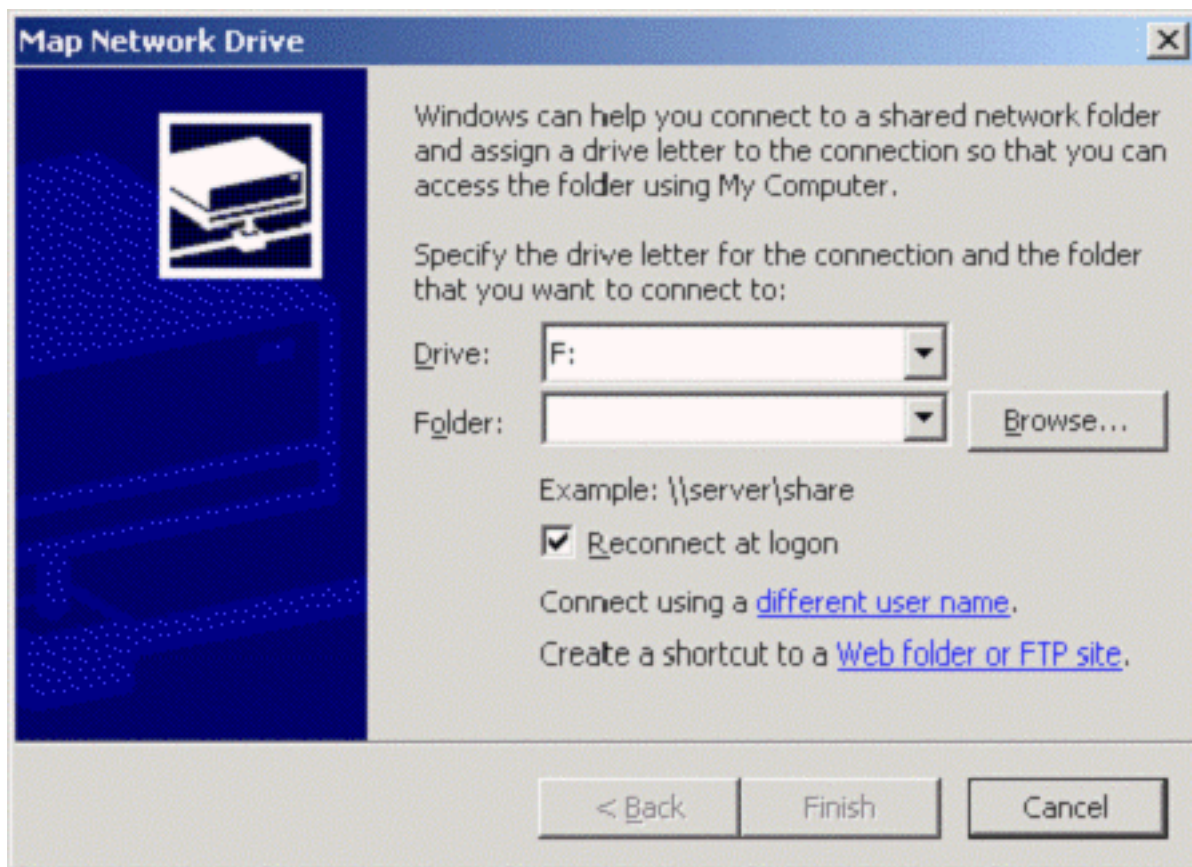 Map Network Drive
Windows can help you connect to a shared network folder
and assign a drive letter to the connection so that you can
access the folder using My Computer.
Specify the drive letter for the connection and the folder
that you want to connect to:
Drive: F:
Folder: Browse...
Example: \\server\share
Reconnect at logon
Connect using a different user name.
Create a shortcut to a Web folder or FTP site.
< Back Finish Cancel